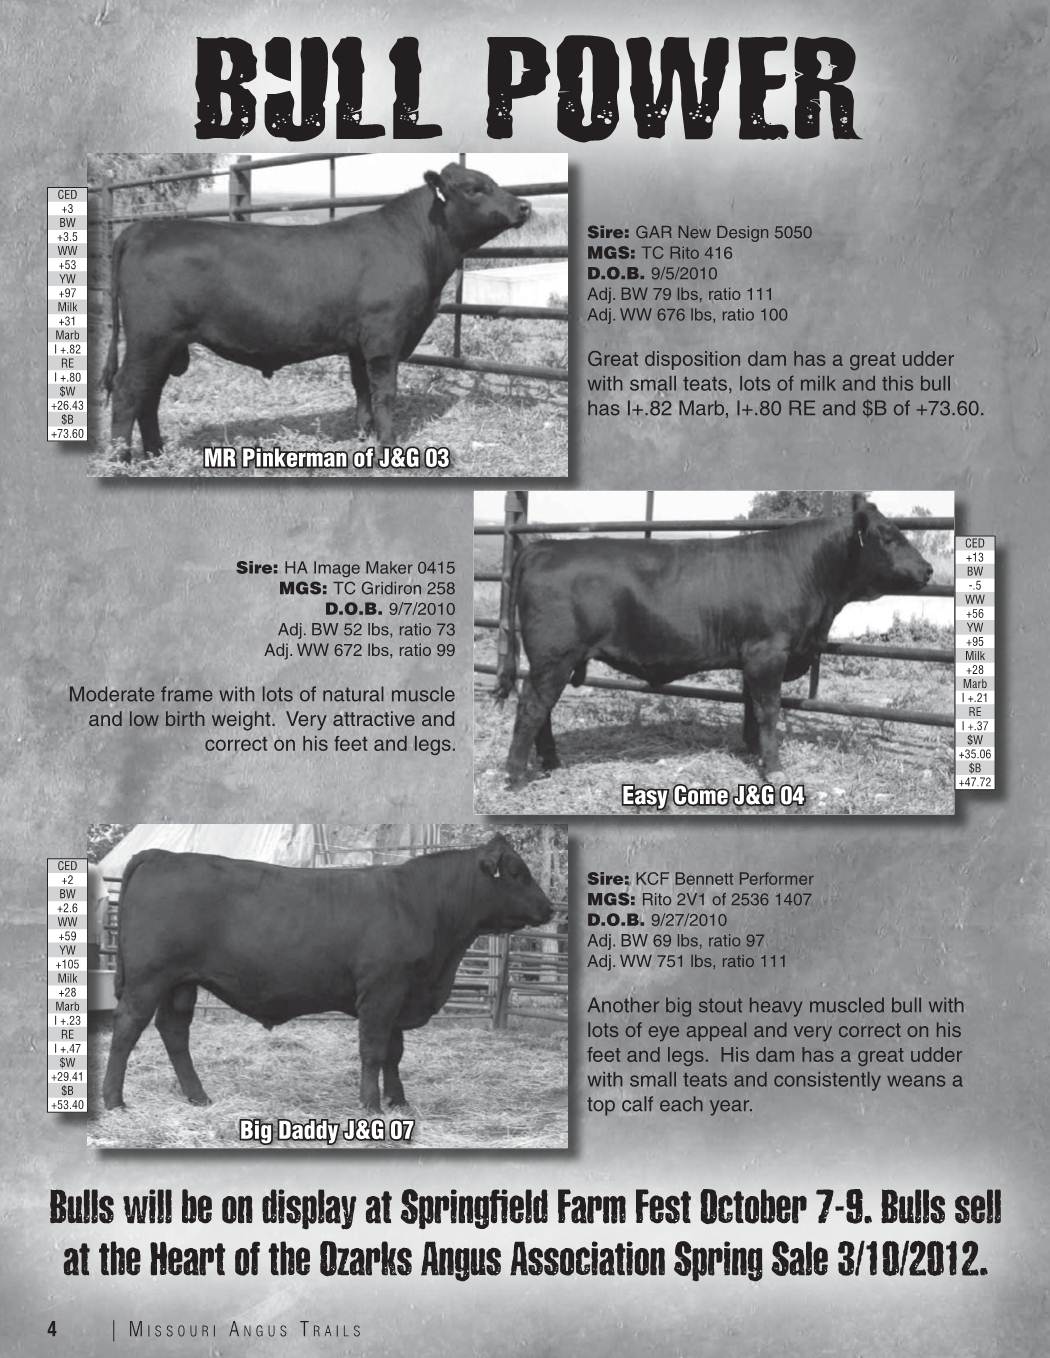 BULL POWER
CED
+3
BW
+3.5
WW
+53
YW
+97
Milk
+31
Marb
I +.82
RE
I +.80
$W
+26.43
$B
+73.60
MR Pinkerman of J&G 03
Sire: GAR New Design 5050
MGS: TC Rito 416
D.O.B. 9/5/2010
Adj. BW 79 lbs, ratio 111
Adj. WW 676 lbs, ratio 100
Great disposition dam has a great udder
with small teats, lots of milk and this bull
has I+.82 Marb, I+.80 RE and $B of +73.60.
Sire: HA Image Maker 0415
MGS: TC Gridiron 258
D.O.B. 9/7/2010
Adj. BW 52 lbs, ratio 73
Adj. WW 672 lbs, ratio 99
Moderate frame with lots of natural muscle
and low birth weight. Very attractive and
correct on his feet and legs.
Easy Come J&G 04
CED
+13
BW
-.5
WW
+56
YW
+95
Milk
+28
Marb
I +.21
RE
I +.37
$W
+35.06
$B
+47.72
CED
+2
BW
+2.6
WW
+59
YW
+105
Milk
+28
Marb
I +.23
RE
I +.47
$W
+29.41
$B
+53.40
Big Daddy J&G 07
Sire: KCF Bennett Performer
MGS: Rito 2V1 of 2536 1407
D.O.B. 9/27/2010
Adj. BW 69 lbs, ratio 97
Adj. WW 751 lbs, ratio 111
Another big stout heavy muscled bull with
lots of eye appeal and very correct on his
feet and legs. His dam has a great udder
with small teats and consistently weans a
top calf each year.
Bulls will be on display at Springfield Farm Fest October 7-9. Bulls sell
at the Heart of the Ozarks Angus Association Spring Sale 3/10/2012.
4 | MISSOURI ANGUS TRAILS